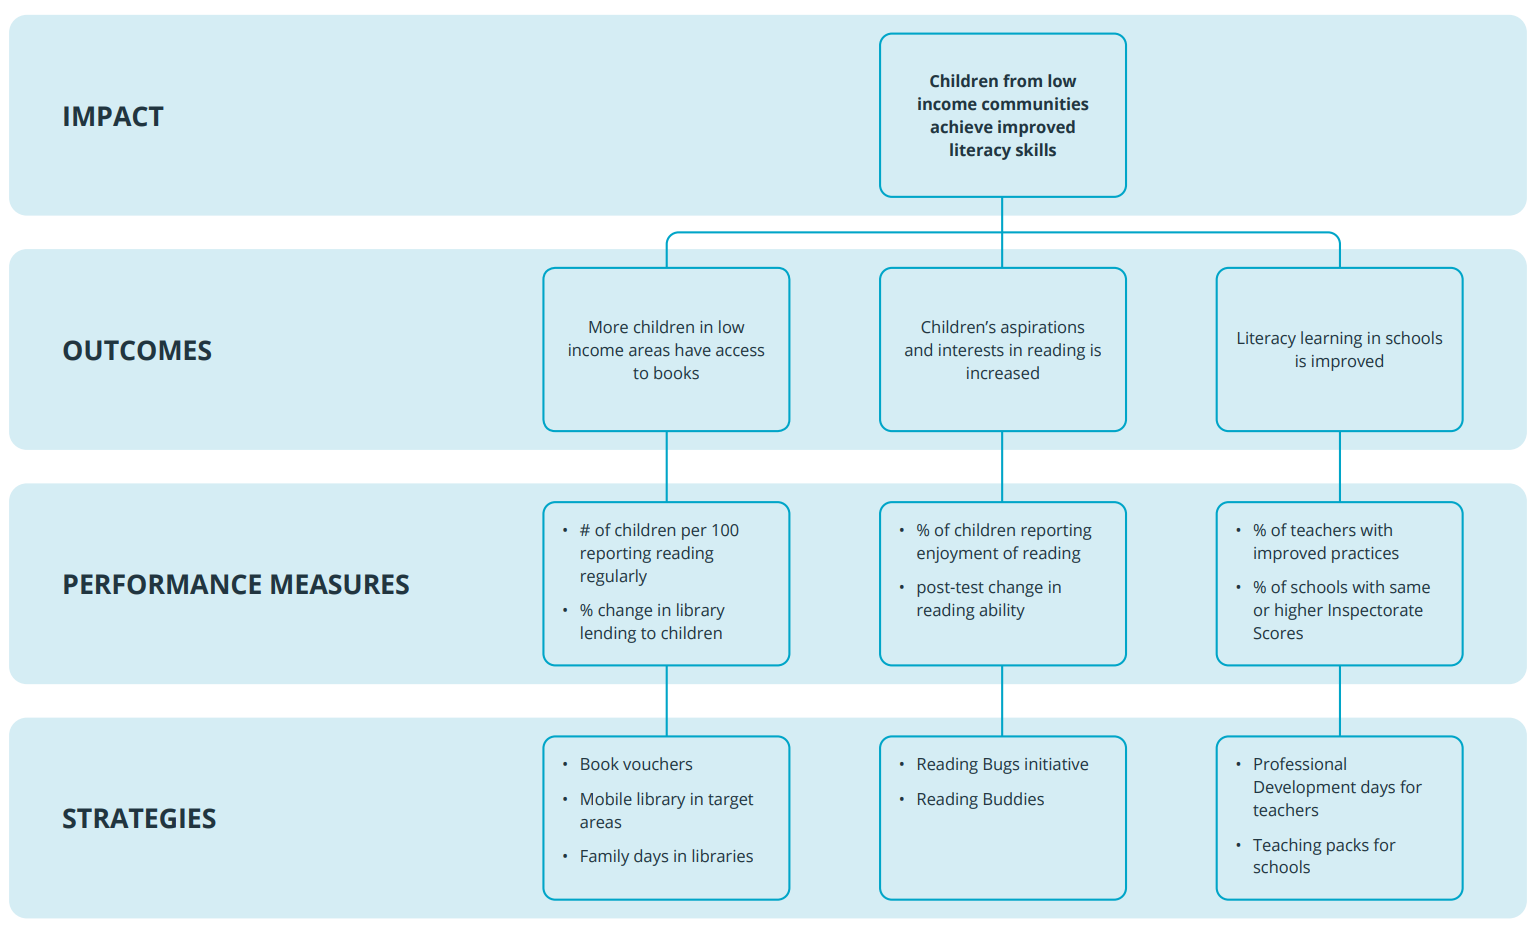 IMPACT
Children from low
income communities
achieve improved
literacy skills
OUTCOMES
More children in low
income areas have access
to books
Children’s aspirations
and interests in reading is
increased
Literacy learning in schools
is improved
PERFORMANCE MEASURES
• # of children per 100
reporting reading
regularly
• % change in library
lending to children
• % of children reporting
enjoyment of reading
• post-test change in
reading ability
• % of teachers with
improved practices
• % of schools with same
or higher Inspectorate
Scores
STRATEGIES
• Book vouchers
• Mobile library in target
areas
• Family days in libraries
• Reading Bugs initiative
• Reading Buddies
• Professional
Development days for
teachers
• Teaching packs for
schools